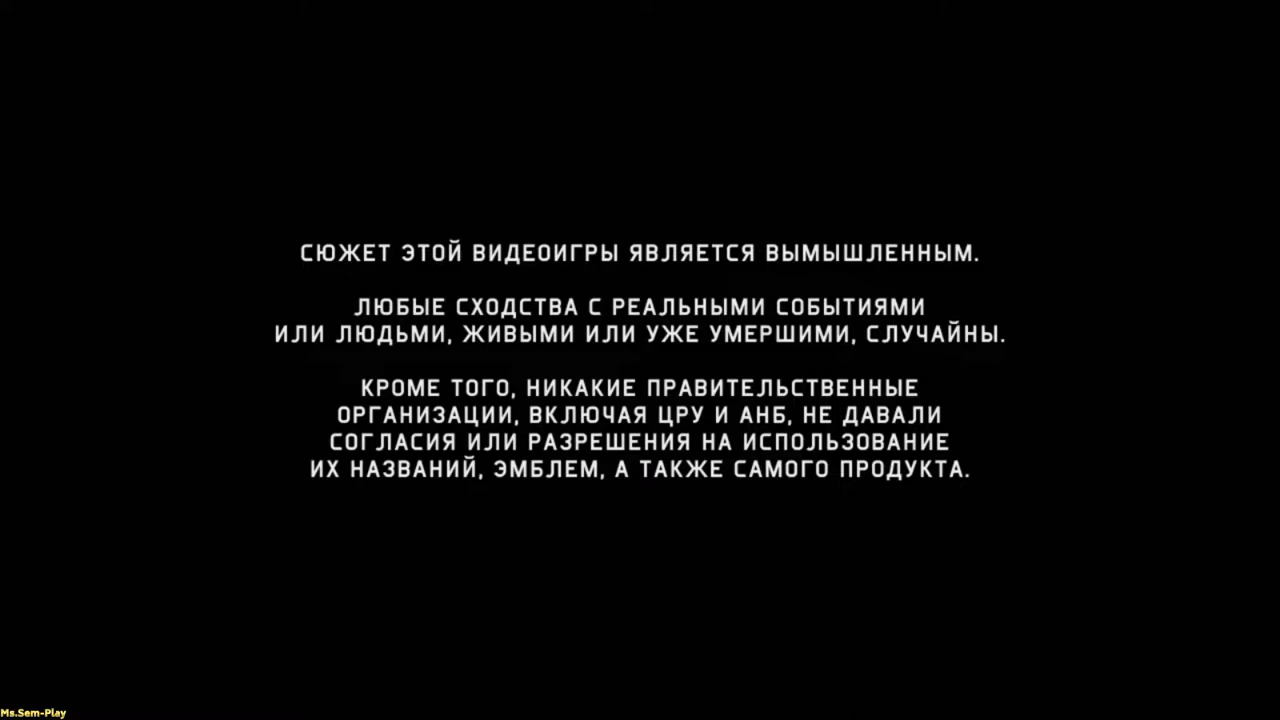 СЮЖЕТ ЭТОЙ ВИДЕОИГРЫ ЯВЛЯЕТСЯ ВЫМЫШЛЕННЫМ.
ЛЮБЫЕ СХОДСТВА С РЕАЛЬНЫМИ СОБЫТИЯМИ
ИЛИ ЛЮДЬМИ, ЖИВЫМИ ИЛИ УЖЕ УМЕРШИМИ, СЛУЧАЙНЫ.
КРОМЕ ТОГО, НИКАКИЕ ПРАВИТЕЛЬСТВЕННЫЕ
ОРГАНИЗАЦИИ, ВКЛЮЧАЯ ЦРУ И АНБ, НЕ ДАВАЛИ
СОГЛАСИЯ ИЛИ РАЗРЕШЕНИЯ НА ИСПОЛЬЗОВАНИЕ
ИХ НАЗВАНИЙ, ЭМБЛЕМ, А ТАКЖЕ САМОГО ПРОДУКТА.
Ms.Sem-Play